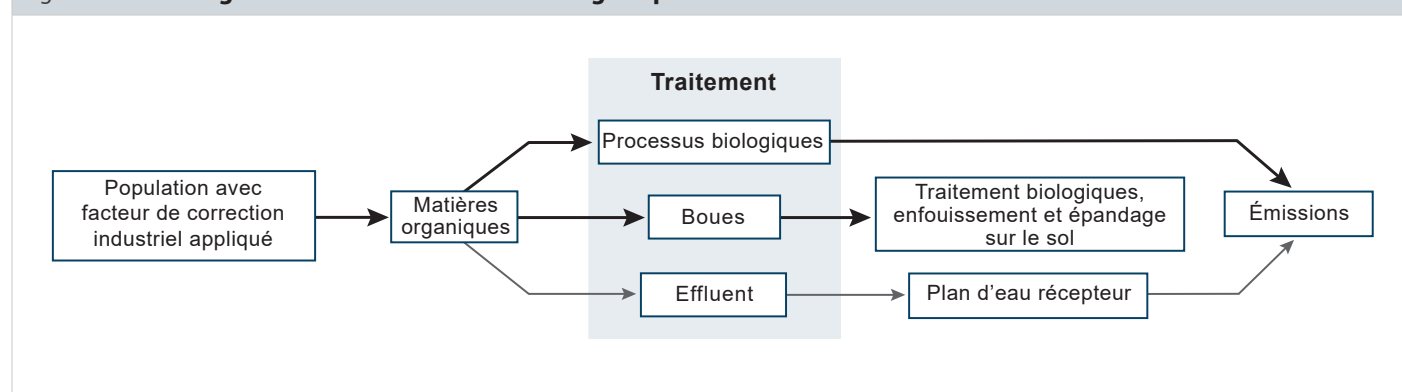 Traitement
Processus biologiques
Population avec
facteur de correction
industriel appliqué
Matières
organiques
Boues
Traitement biologiques,
enfouissement et épandage
sur le sol
Émissions
Effluent
Plan d’eau récepteur